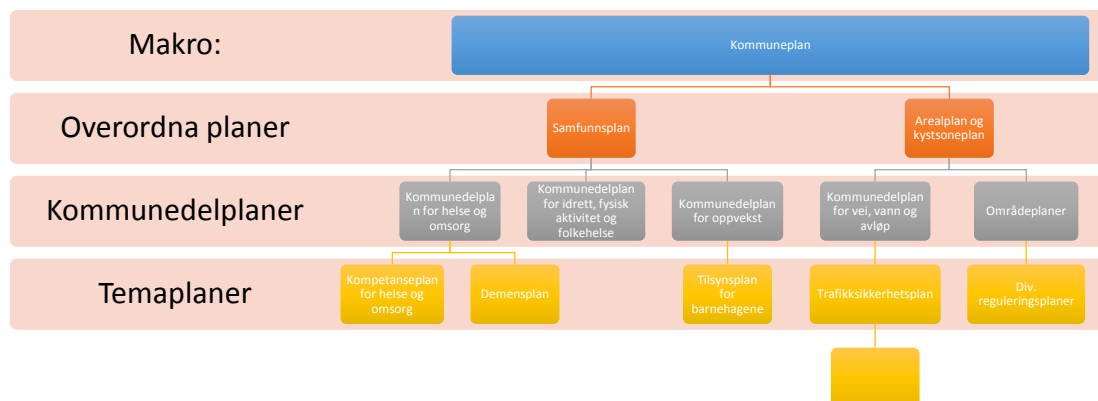 Makro:
Kommuneplan
Overordna planer
Samfunnsplan
Arealplan og
kystsoneplan
Kommunedelplaner
Kommunedelpla
n for helse og
omsorg
Kommunedelplan
for idrett, fysisk
aktivitet og
folkehelse
Kommunedelplan
for oppvekst
Kommunedelplan
for vei, vann og
avløp
Områdeplaner
Temaplaner
Kompetanseplan
for helse og
omsorg
Demensplan
Tilsynsplan
for
barnehagene
Trafikksikkerhetsplan
Div.
reguleringsplaner